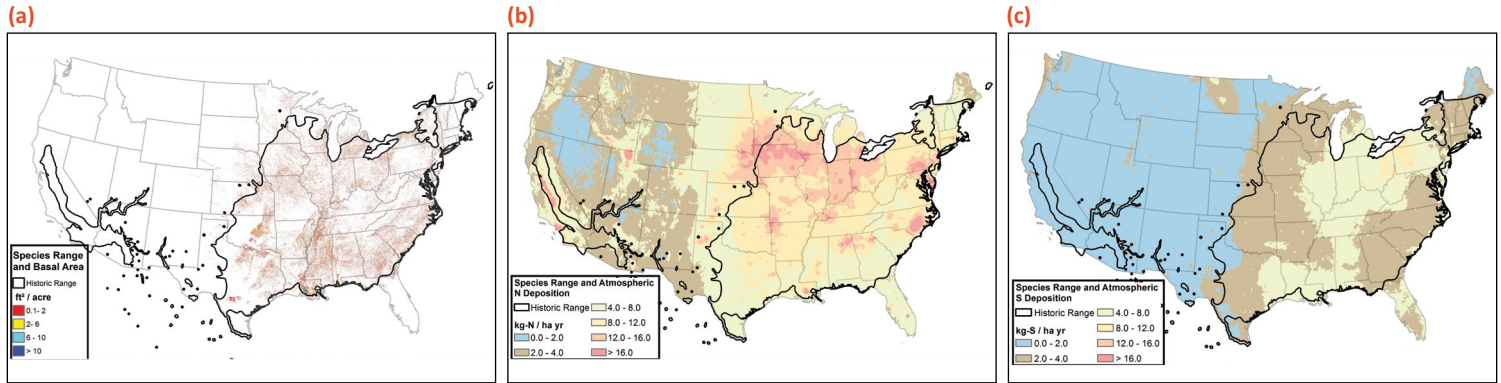 (a)
(b)
(c)
Species Range
and Basal Area
Historic Range
ft² / acre
0.1- 2
2- 6
6 - 10
> 10
Species Range and Atmospheric
N Deposition
Historic Range
kg-N / ha yr
0.0 - 2.0
2.0 - 4.0
4.0 - 8.0
8.0 - 12.0
12.0 - 16.0
> 16.0
Species Range and Atmospheric
S Deposition
Historic Range
kg-S / ha yr
0.0 - 2.0
2.0 - 4.0
4.0 - 8.0
8.0 - 12.0
12.0 - 16.0
> 16.0